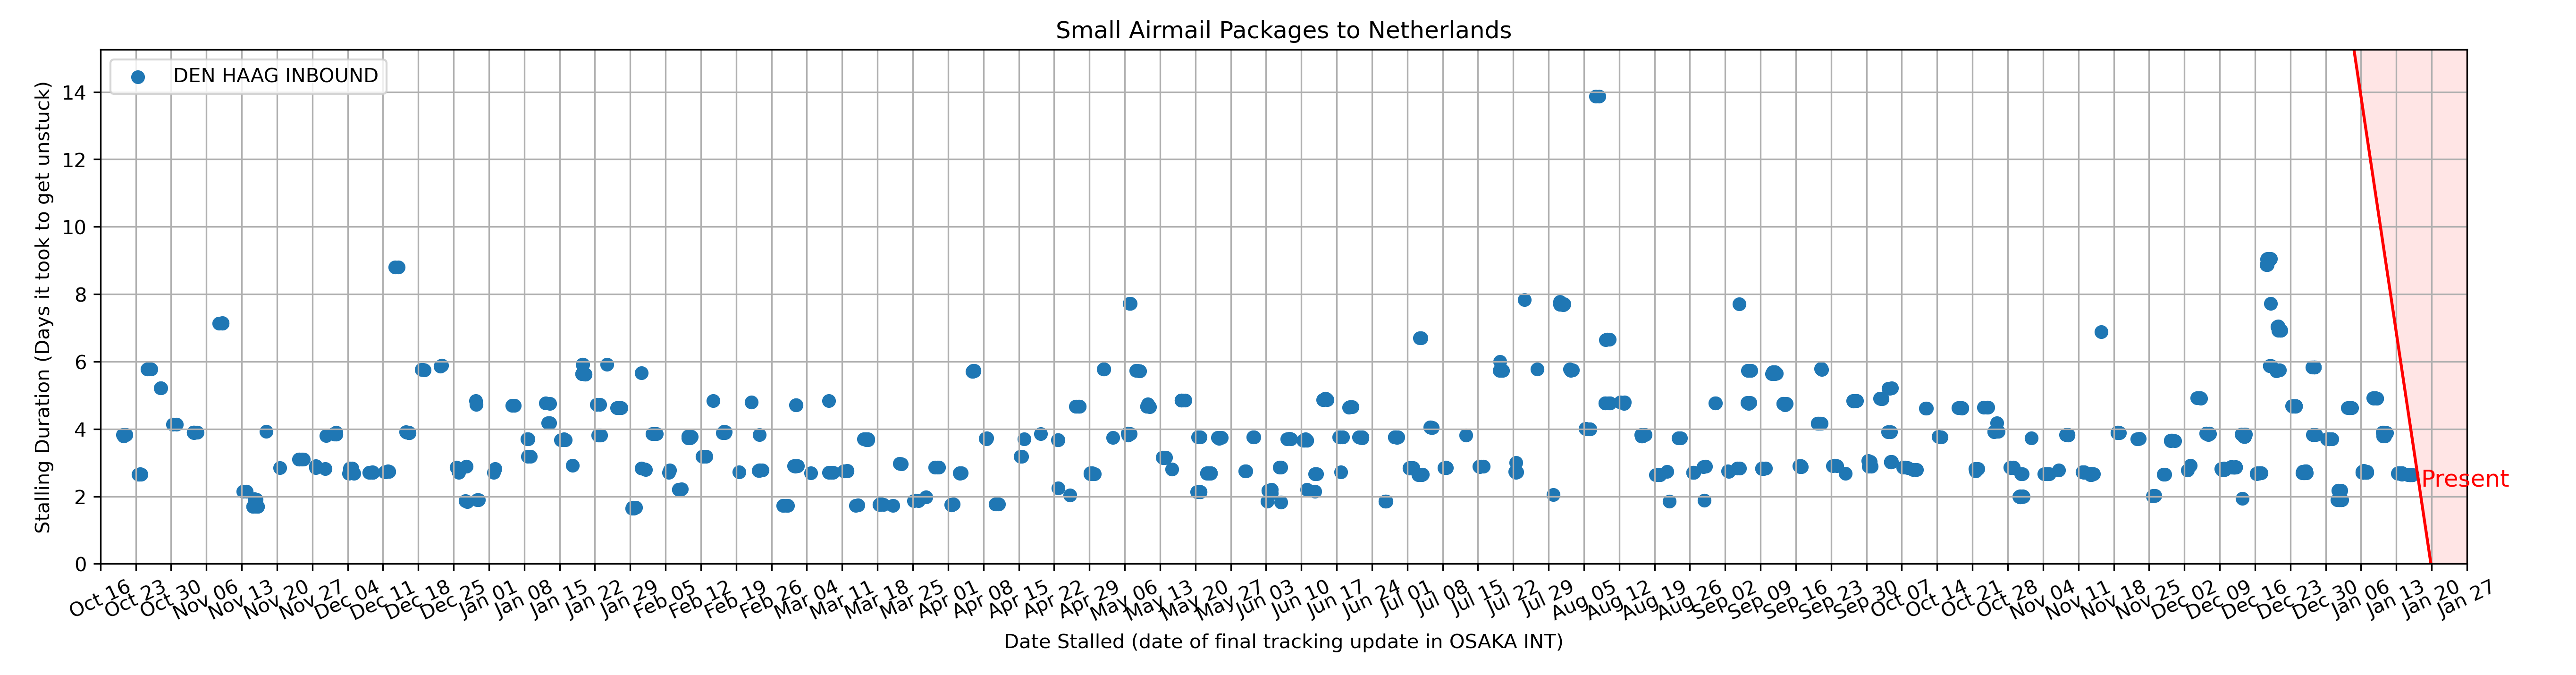 Small Airmail Packages to Netherlands
DEN HAAG INBOUND
Stalling Duration (Days it took to get unstuck)
14
12
10
8
6
4
2
0
Present
Oct 16
Oct 23
Oct 30
Nov 06
Nov 13
Nov 20
Nov 27
Dec 04
Dec 11
Dec 18
Dec 25
Jan 01
Jan 08
Jan 15
Jan 22
Jan 29
Feb 05
Feb 12
Feb 19
Feb 26
Mar 04
Mar 11
Mar 18
Mar 25
Apr 01
Apr 08
Apr 15
Apr 22
Apr 29
May 06
May 13
May 20
May 27
Jun 03
Jun 10
Jun 17
Jun 24
Jul 01
Jul 08
Jul 15
Jul 22
Jul 29
Aug 05
Aug 12
Aug 19
Aug 26
Sep 02
Sep 09
Sep 16
Sep 23
Sep 30
Oct 07
Oct 14
Oct 21
Oct 28
Nov 04
Nov 11
Nov 18
Nov 25
Dec 02
Dec 09
Dec 16
Dec 23
Dec 30
Jan 06
Jan 13
Jan 20
Jan 27
Date Stalled (date of final tracking update in OSAKA INT)